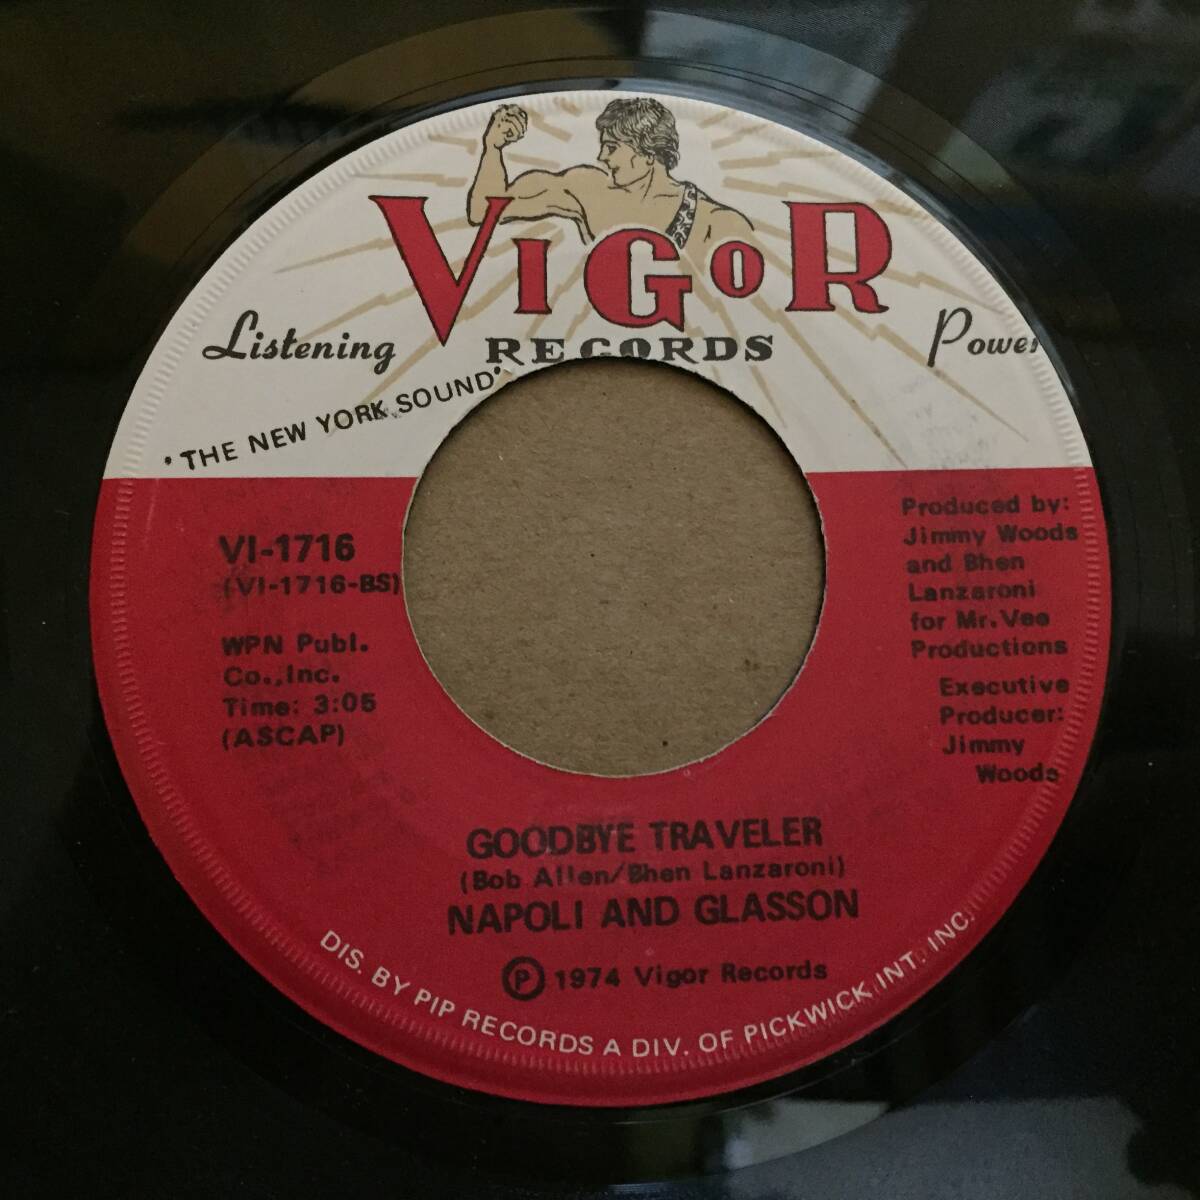 VIGOR
Listening
RECORDS
Power
"THE NEW YORK SOUND"
VI-1716
(VI-1716-BS)
WPN Publ.
Co.,Inc.
Time: 3:05
(ASCAP)
Produced by:
Jimmy Woods
and Bhen
Lanzaroni
for Mr. Vee
Productions
Executive
Producer:
Jimmy
Woods
GOODBYE TRAVELER
(Bob Allen/Bhen Lanzaroni)
NAPOLI AND GLASSON
Ⓟ 1974 Vigor Records
DIS. BY PIP RECORDS A DIV. OF PICKWICK INT. INC.